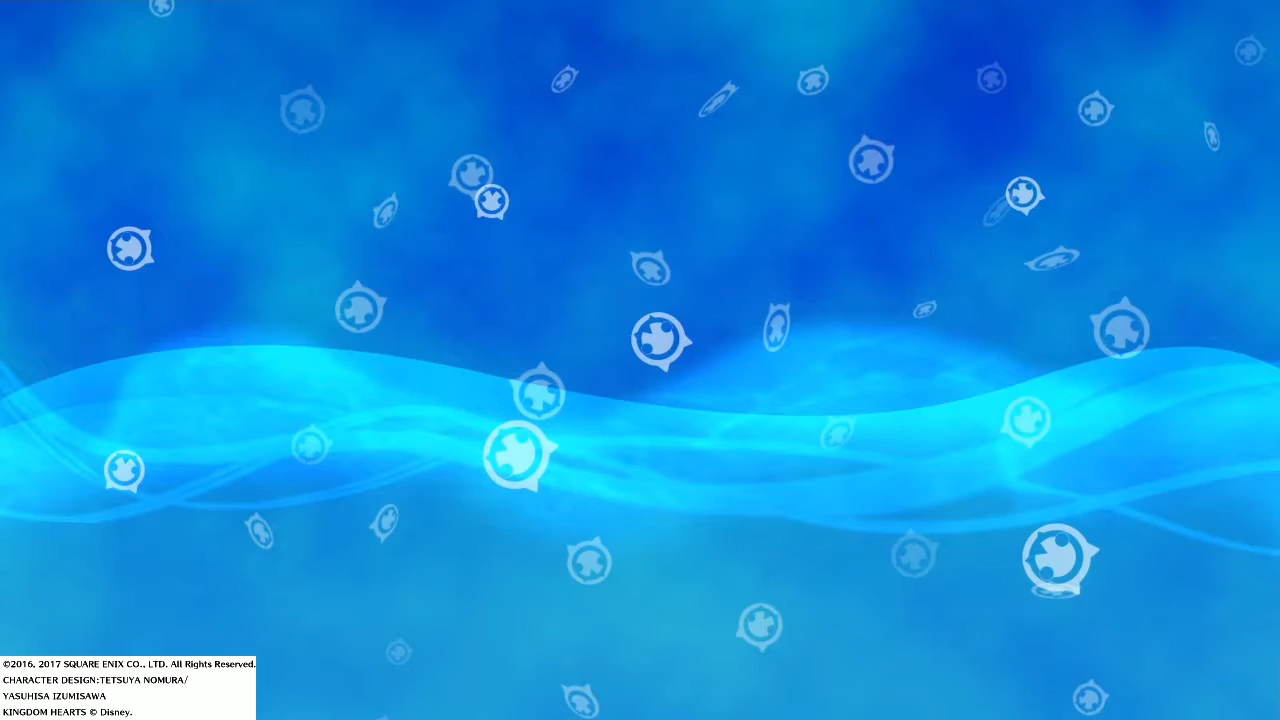 ©2016, 2017 SQUARE ENIX CO., LTD. All Rights Reserved.
CHARACTER DESIGN:TETSUYA NOMURA/
YASUHISA IZUMISAWA
KINGDOM HEARTS © Disney.